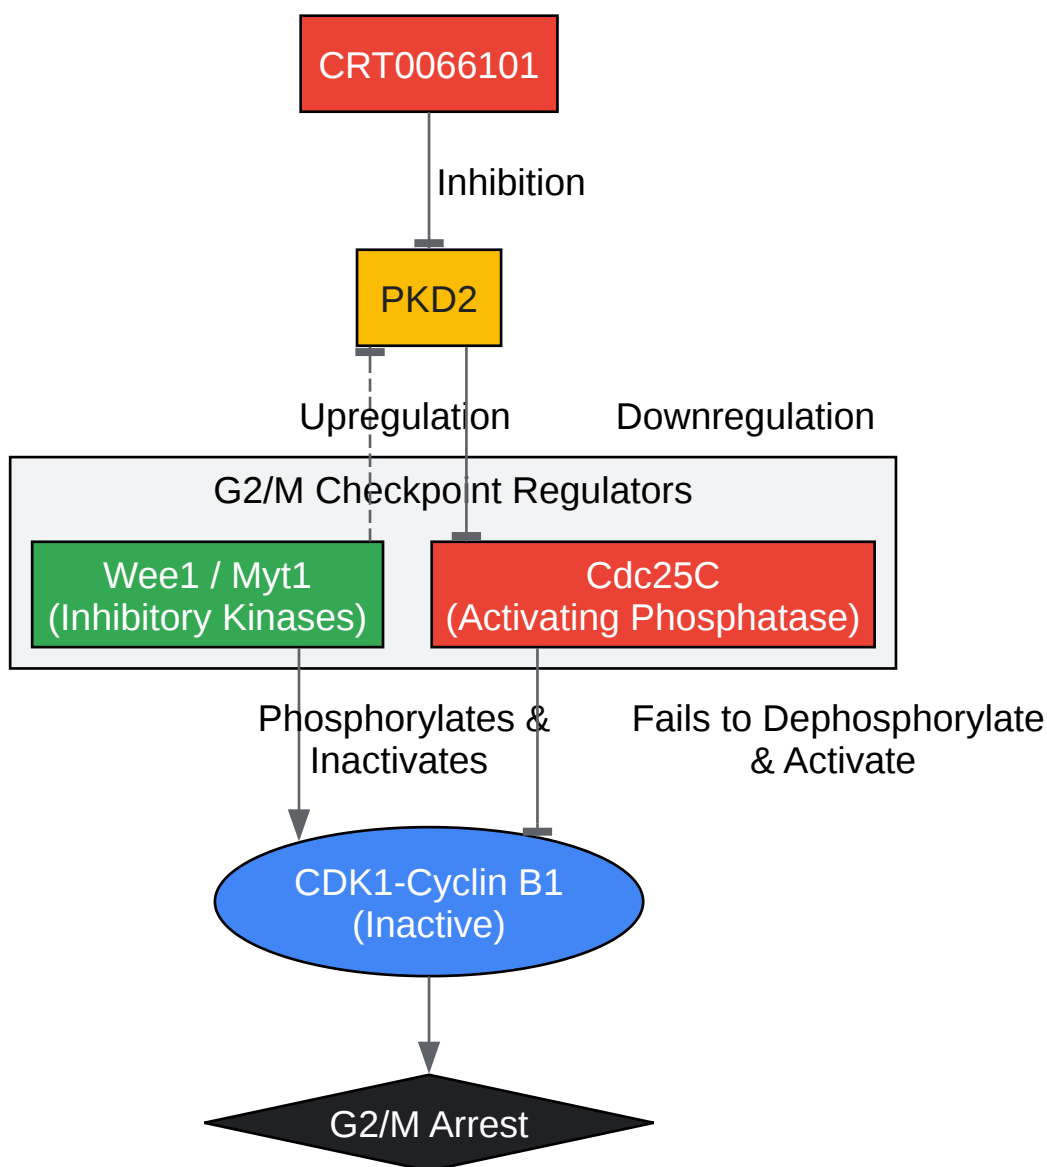 CRT0066101
Inhibition
PKD2
Upregulation
Downregulation
G2/M Checkpoint Regulators
Wee1 / Myt1
(Inhibitory Kinases)
Cdc25C
(Activating Phosphatase)
Phosphorylates &
Inactivates
Fails to Dephosphorylate
& Activate
CDK1-Cyclin B1
(Inactive)
G2/M Arrest